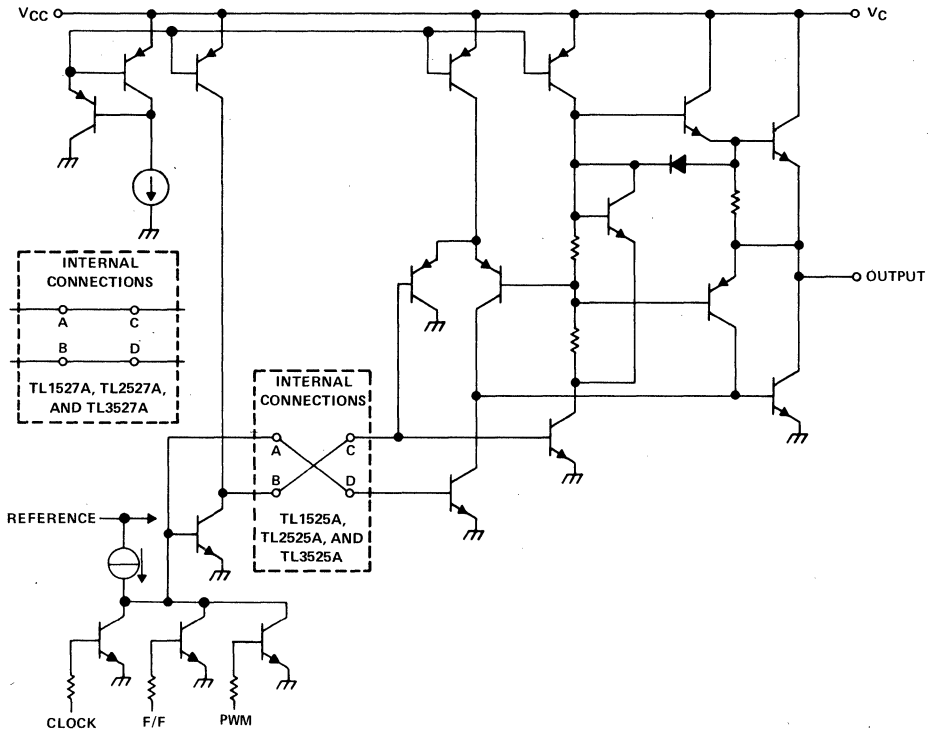 VCC
VC
INTERNAL
CONNECTIONS
A
C
B
D
TL1527A, TL2527A,
AND TL3527A
OUTPUT
INTERNAL
CONNECTIONS
A
C
B
D
TL1525A,
TL2525A, AND
TL3525A
REFERENCE
CLOCK
F/F
PWM